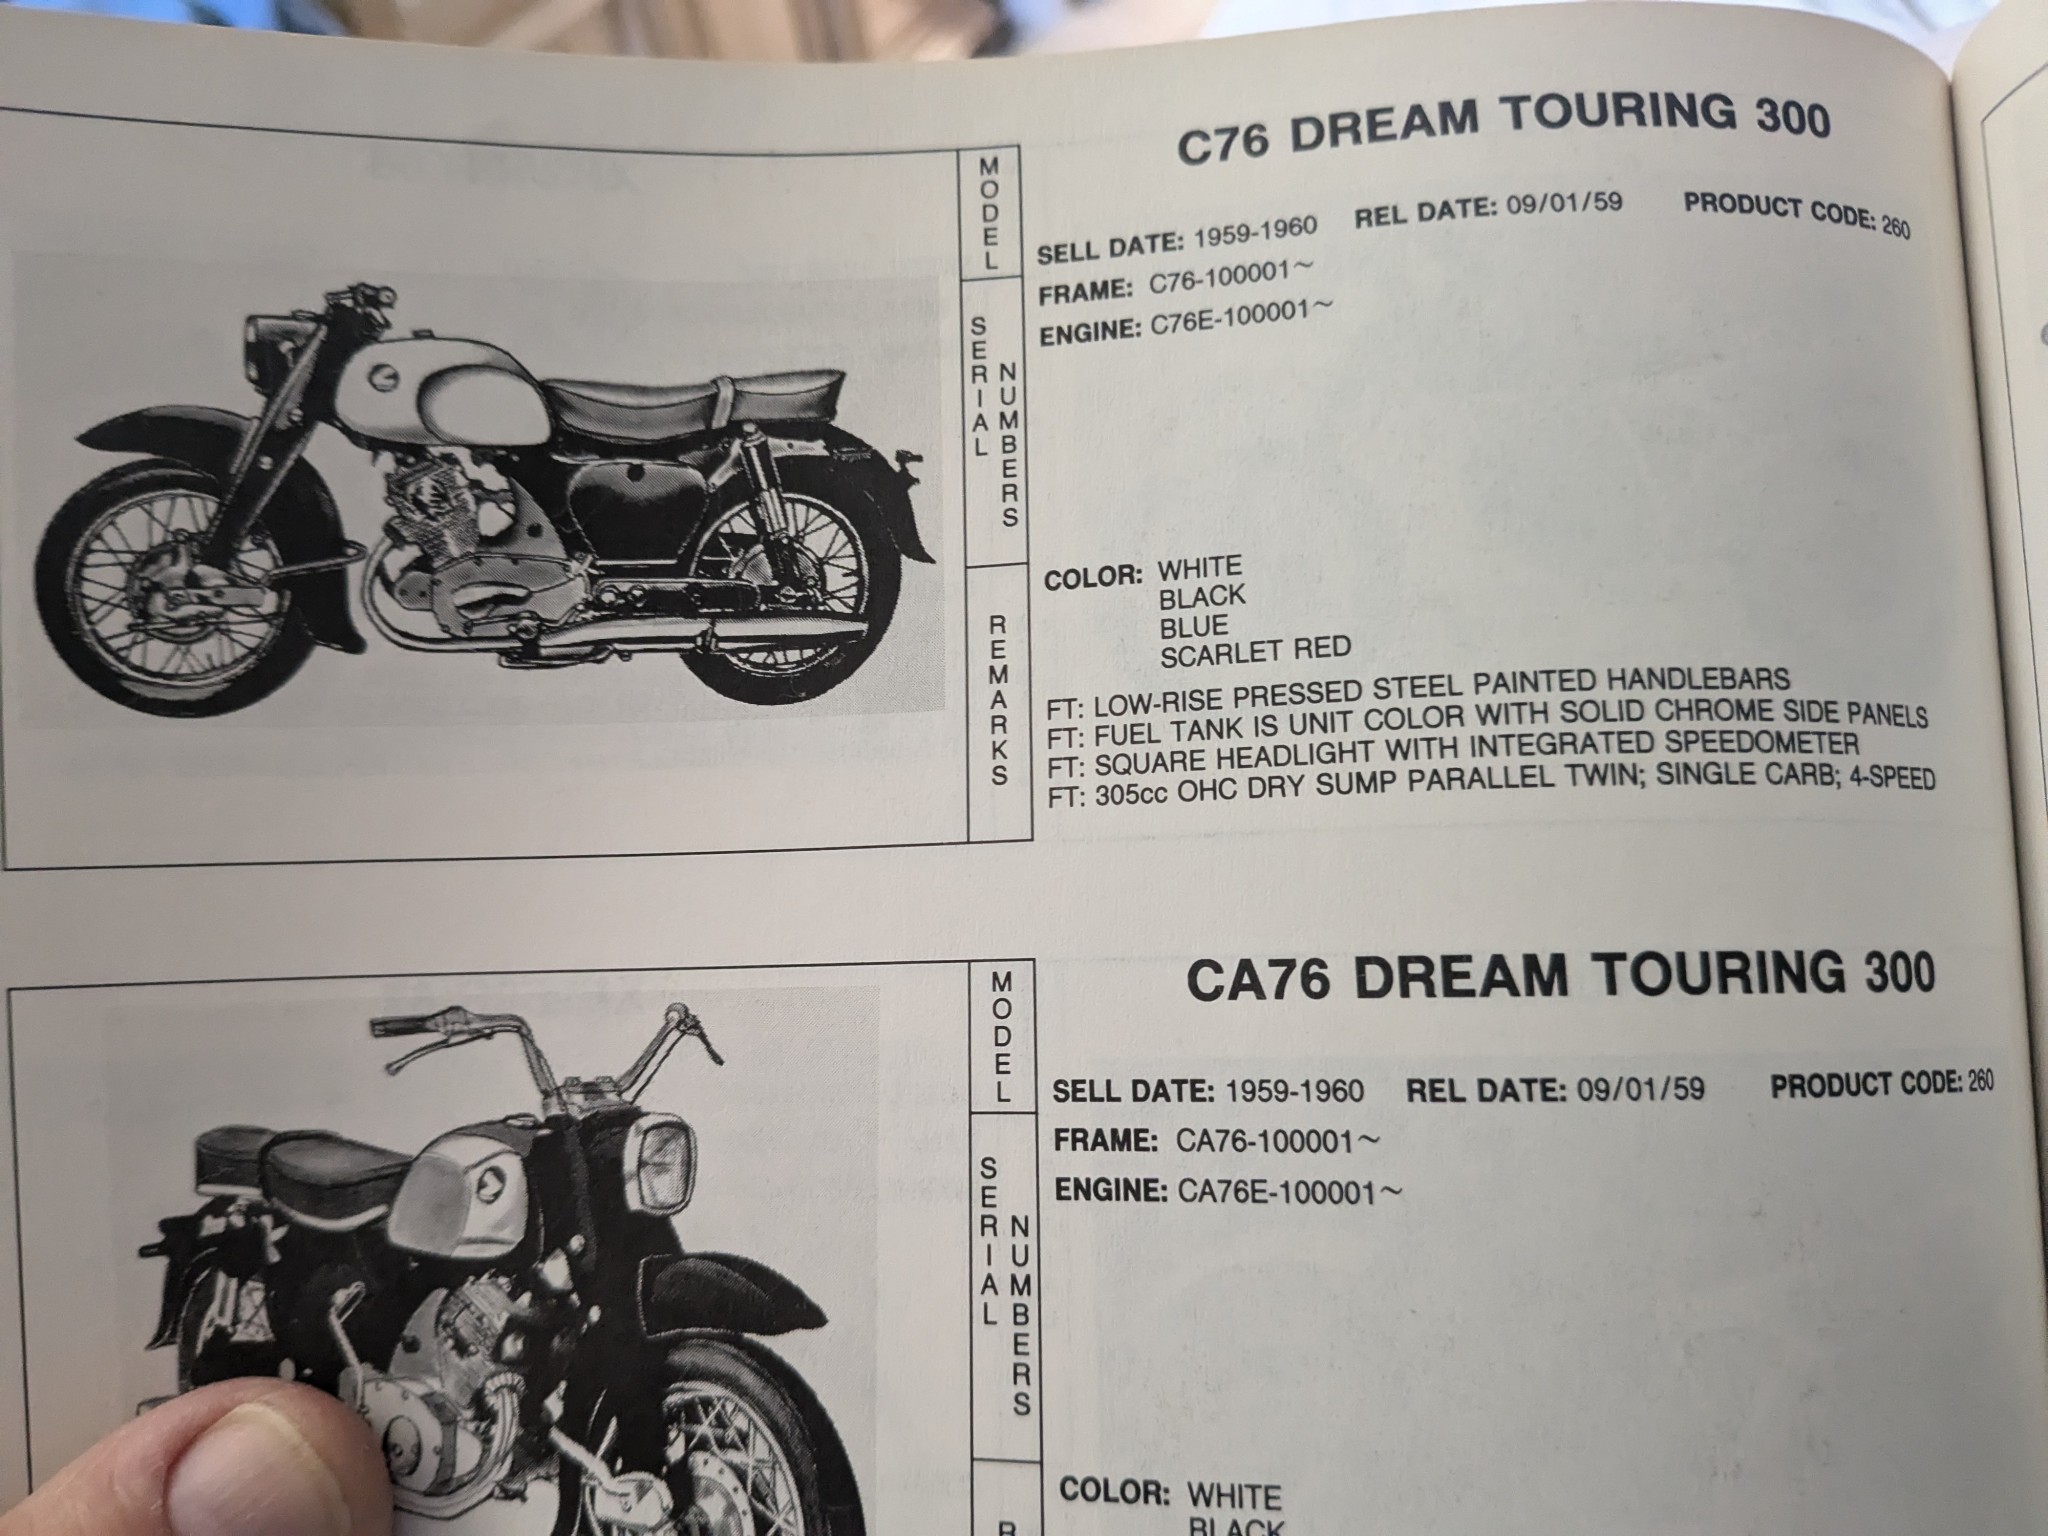 C76 DREAM TOURING 300
MODEL
SELL DATE: 1959-1960 REL DATE: 09/01/59 PRODUCT CODE: 260
SERIAL NUMBERS
FRAME: C76-100001~
ENGINE: C76E-100001~
REMARKS
COLOR: WHITE
BLACK
BLUE
SCARLET RED
FT: LOW-RISE PRESSED STEEL PAINTED HANDLEBARS
FT: FUEL TANK IS UNIT COLOR WITH SOLID CHROME SIDE PANELS
FT: SQUARE HEADLIGHT WITH INTEGRATED SPEEDOMETER
FT: 305cc OHC DRY SUMP PARALLEL TWIN; SINGLE CARB; 4-SPEED
CA76 DREAM TOURING 300
MODEL
SELL DATE: 1959-1960 REL DATE: 09/01/59 PRODUCT CODE: 260
SERIAL NUMBERS
FRAME: CA76-100001~
ENGINE: CA76E-100001~
R
COLOR: WHITE
BLACK